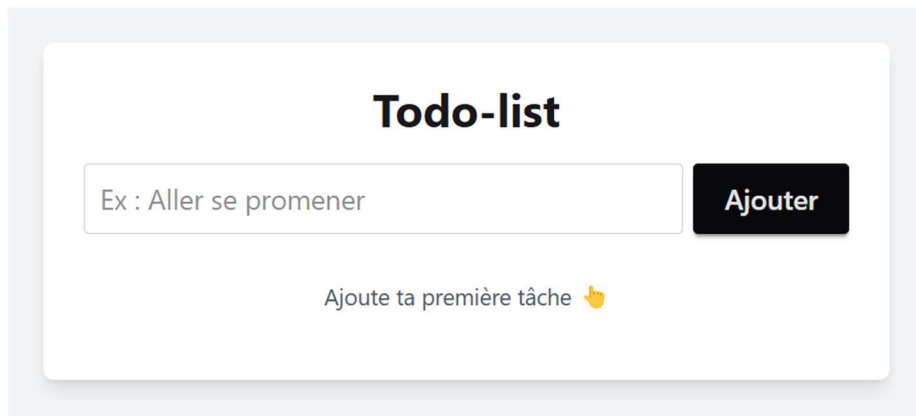 Todo-list
Ex : Aller se promener
Ajouter
Ajoute ta première tâche 👆